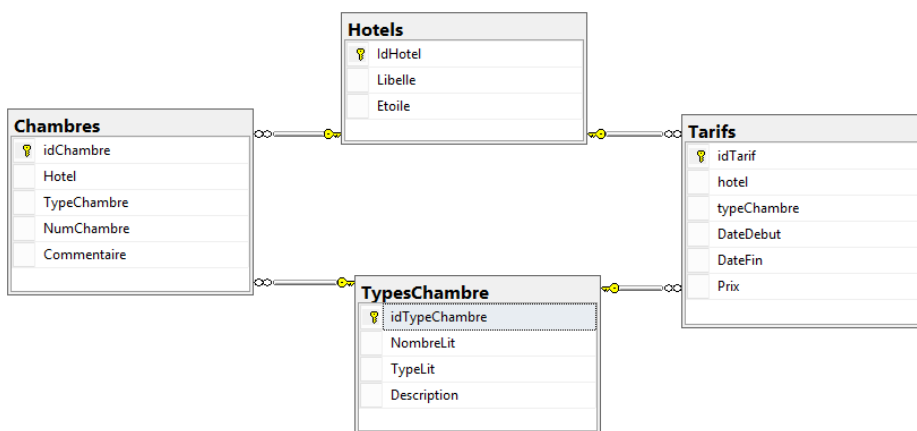 Hotels
IdHotel
Libelle
Etoile
Chambres
idChambre
Hotel
TypeChambre
NumChambre
Commentaire
Tarifs
idTarif
hotel
typeChambre
DateDebut
DateFin
Prix
TypesChambre
idTypeChambre
NombreLit
TypeLit
Description